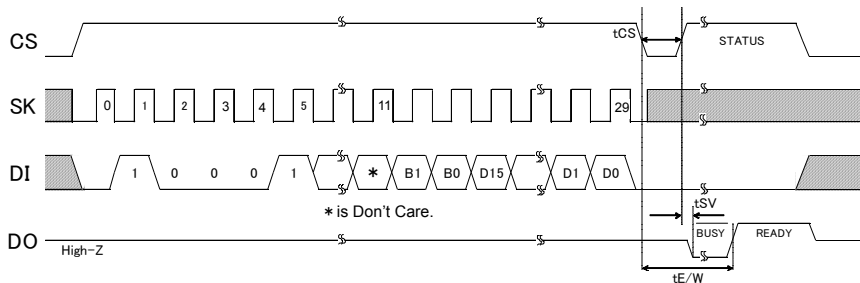 CS tCS STATUS
SK 0 1 2 3 4 5 11 29
DI 1 0 0 0 1 * B1 B0 D15 D1 D0
* is Don't Care.
tSV
DO High-Z BUSY READY
tE/W